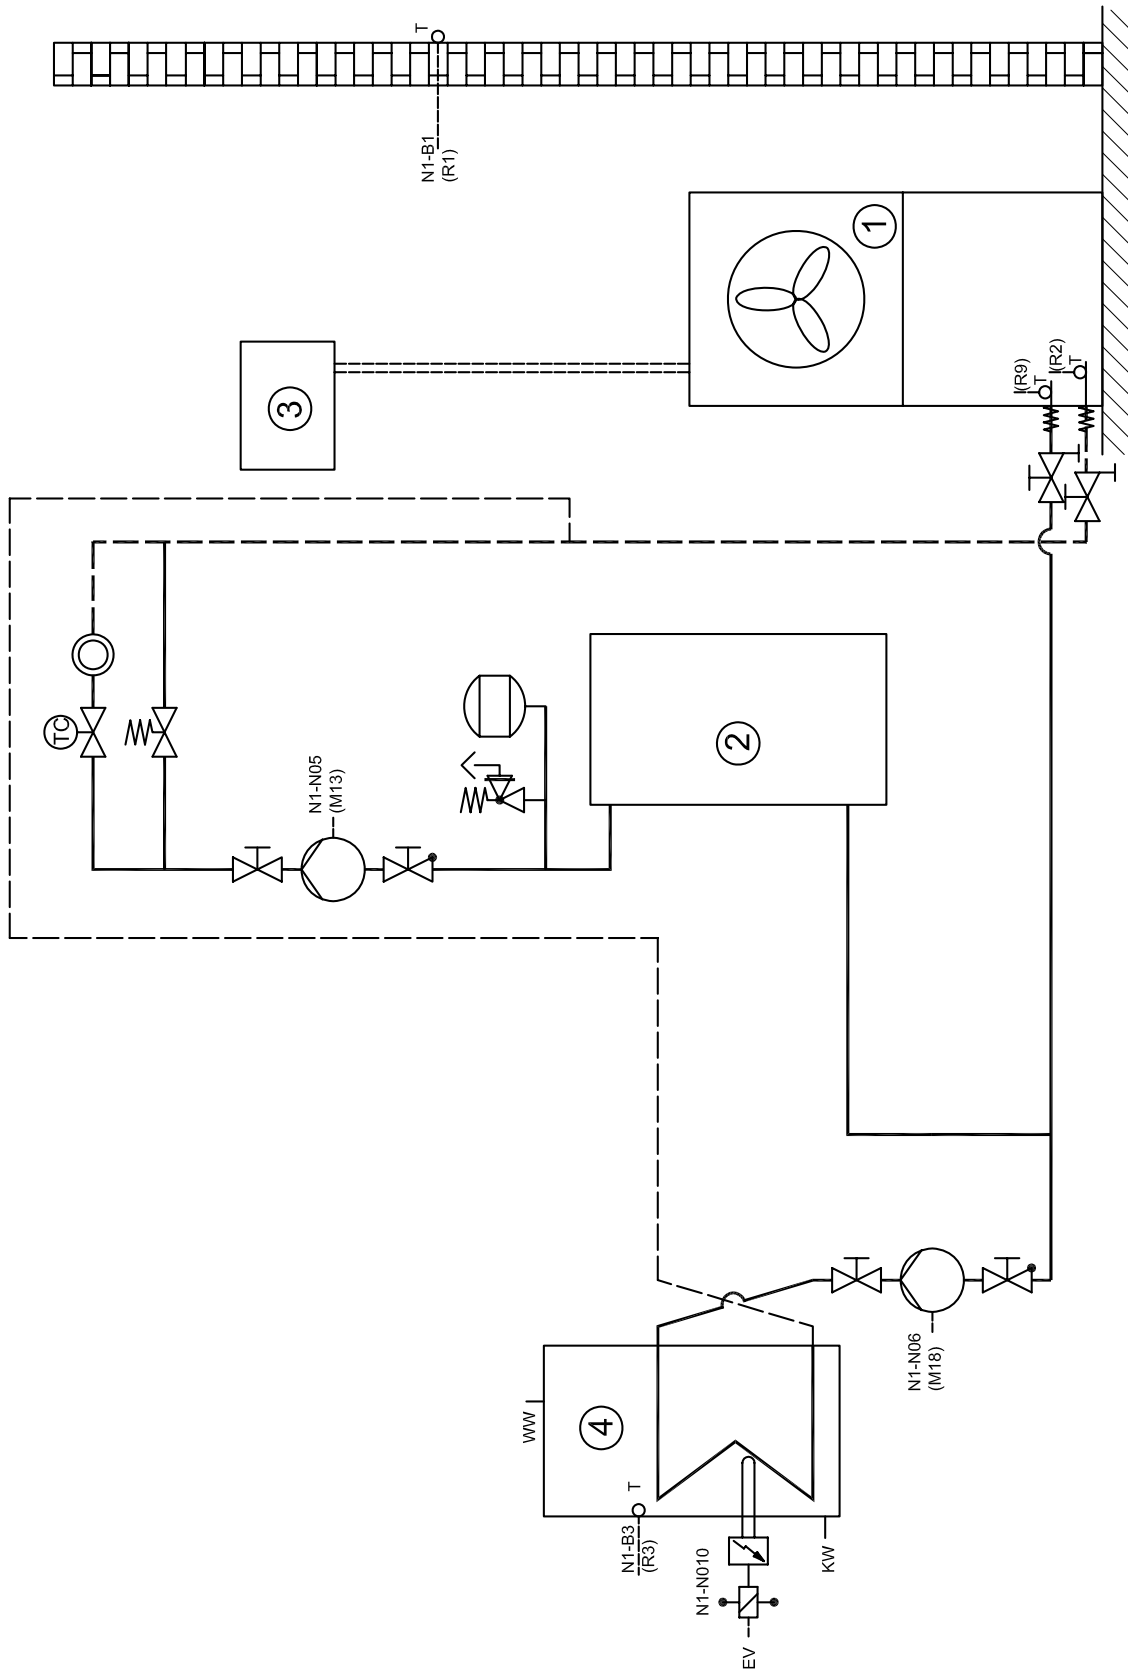 T
N1-B1
(R1)
1
3
(R9)
T
(R2)
T
TC
N1-N05
(M13)
2
N1-N06
(M18)
WW
4
T
N1-B3
(R3)
N1-N010
KW
EV